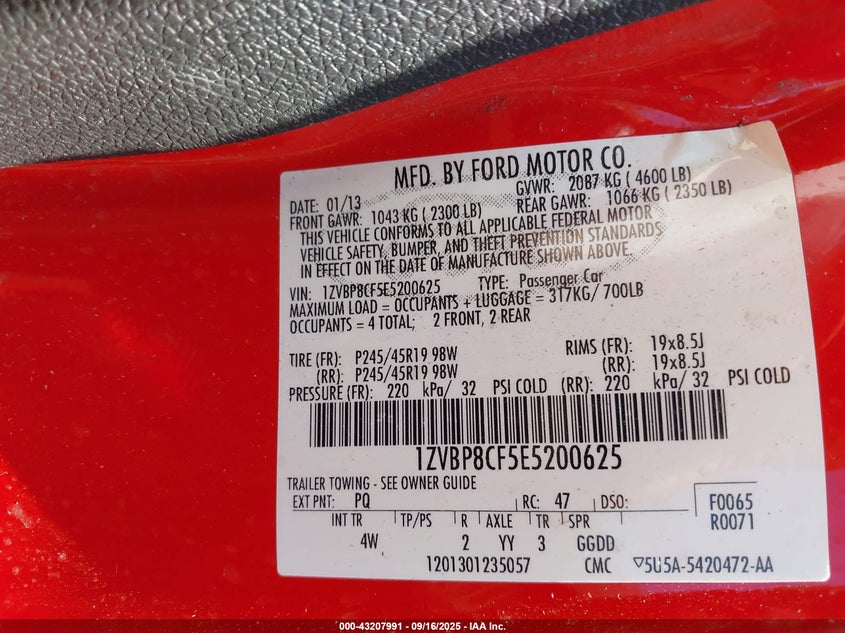 MFD. BY FORD MOTOR CO.
DATE: 01/13 GVWR: 2087 KG ( 4600 LB)
FRONT GAWR: 1043 KG ( 2300 LB) REAR GAWR: 1066 KG ( 2350 LB)
THIS VEHICLE CONFORMS TO ALL APPLICABLE FEDERAL MOTOR
VEHICLE SAFETY, BUMPER, AND THEFT PREVENTION STANDARDS
IN EFFECT ON THE DATE OF MANUFACTURE SHOWN ABOVE.
VIN: 1ZVBP8CF5E5200625 TYPE: Passenger Car
MAXIMUM LOAD = OCCUPANTS + LUGGAGE = 317KG/ 700LB
OCCUPANTS = 4 TOTAL; 2 FRONT, 2 REAR
TIRE (FR): P245/45R19 98W RIMS (FR): 19x8.5J
(RR): P245/45R19 98W (RR): 19x8.5J
PRESSURE (FR): 220 kPa/ 32 PSI COLD (RR): 220 kPa/ 32 PSI COLD
1ZVBP8CF5E5200625
TRAILER TOWING - SEE OWNER GUIDE
EXT PNT: PQ RC: 47 DSO: F0065
R0071
INT TR TP/PS R AXLE TR SPR
4W 2 YY 3 GGDD
1201301235057 CMC ▽5U5A-5420472-AA
000-43207991 - 09/16/2025 - IAA Inc.